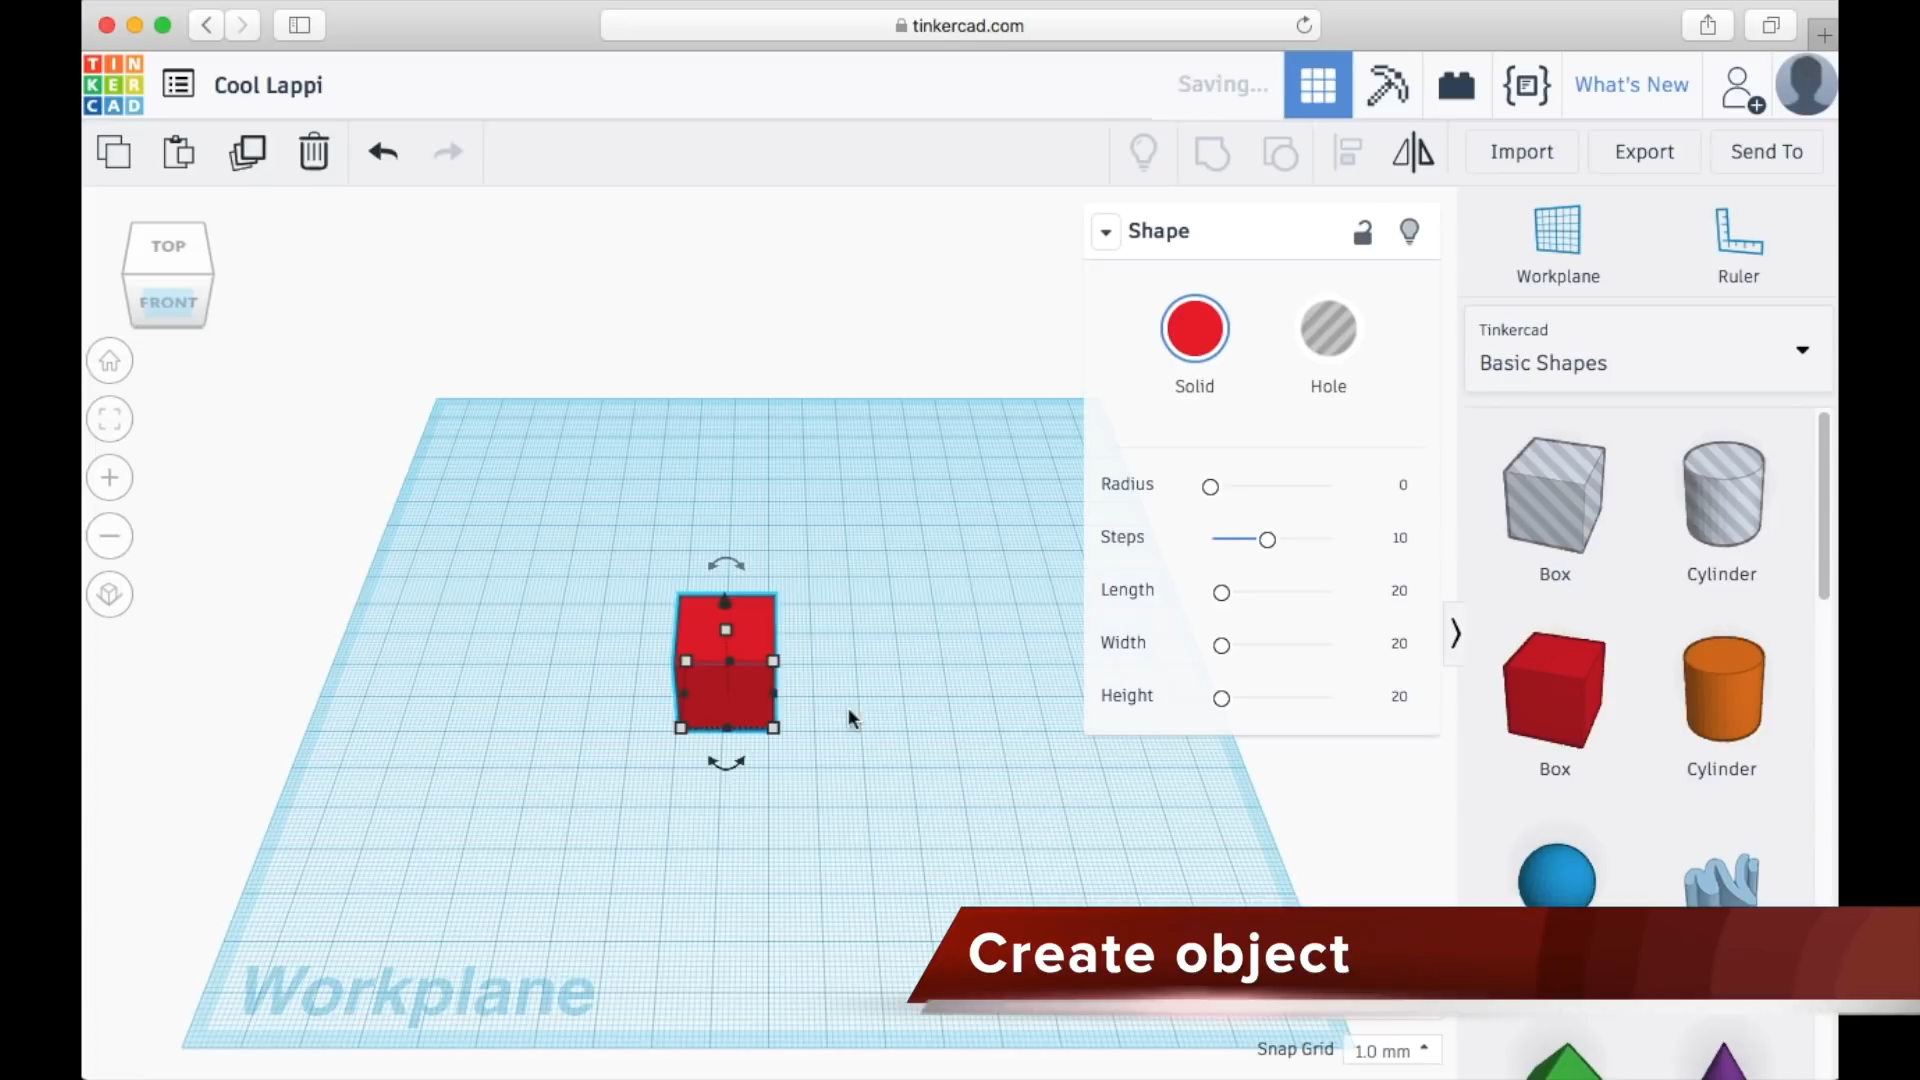 tinkercad.com
TIN
KER
CAD
Cool Lappi
Saving...
What's New
Import
Export
Send To
TOP
FRONT
Shape
Solid
Hole
Radius 0
Steps 10
Length 20
Width 20
Height 20
Workplane
Ruler
Tinkercad
Basic Shapes
Box
Cylinder
Box
Cylinder
Create object
Workplane
Snap Grid 1.0 mm